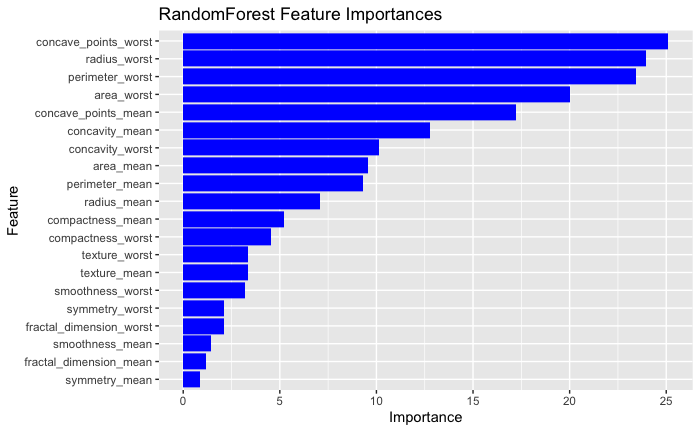 RandomForest Feature Importances
concave_points_worst
radius_worst
perimeter_worst
area_worst
concave_points_mean
concavity_mean
concavity_worst
area_mean
perimeter_mean
radius_mean
compactness_mean
compactness_worst
texture_worst
texture_mean
smoothness_worst
symmetry_worst
fractal_dimension_worst
smoothness_mean
fractal_dimension_mean
symmetry_mean
Feature
0 5 10 15 20 25
Importance